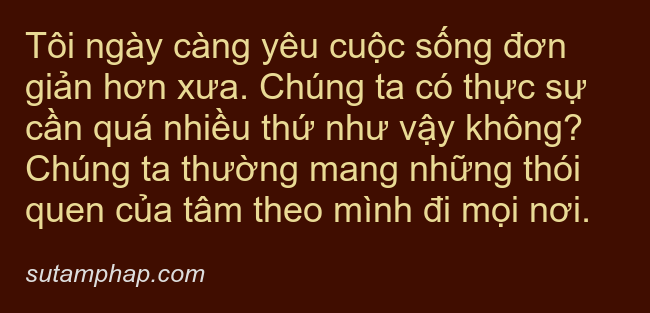 Tôi ngày càng yêu cuộc sống đơn
giản hơn xưa. Chúng ta có thực sự
cần quá nhiều thứ như vậy không?
Chúng ta thường mang những thói
quen của tâm theo mình đi mọi nơi.
sutamphap.com